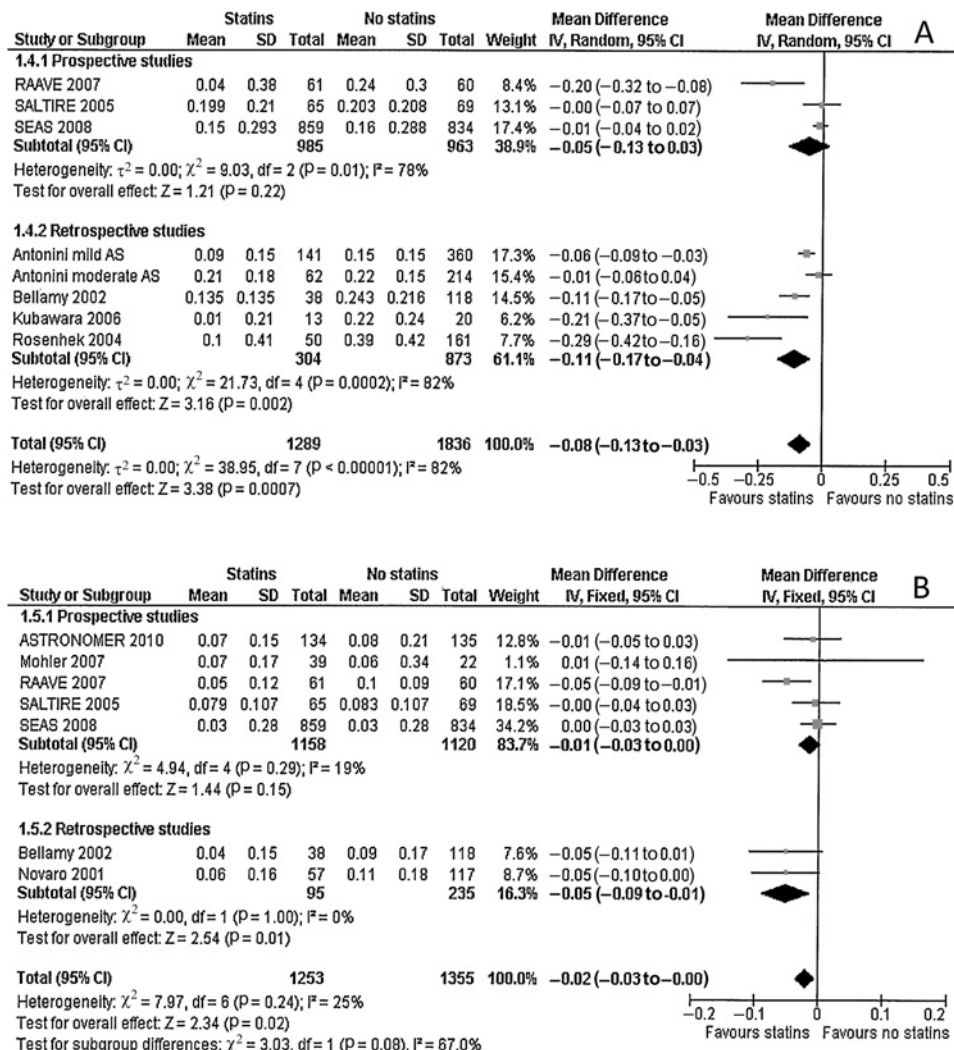 Statins No statins Mean Difference Mean Difference A
Study or Subgroup Mean SD Total Mean SD Total Weight IV, Random, 95% CI IV, Random, 95% CI
1.4.1 Prospective studies
RAAVE 2007 0.04 0.38 61 0.24 0.3 60 8.4% −0.20 (−0.32 to −0.08)
SALTIRE 2005 0.199 0.21 65 0.203 0.208 69 13.1% −0.00 (−0.07 to 0.07)
SEAS 2008 0.15 0.293 859 0.16 0.288 834 17.4% −0.01 (−0.04 to 0.02)
Subtotal (95% CI) 985 963 38.9% −0.05 (−0.13 to 0.03)
Heterogeneity: τ² = 0.00; χ² = 9.03, df = 2 (P = 0.01); I² = 78%
Test for overall effect: Z = 1.21 (P = 0.22)
1.4.2 Retrospective studies
Antonini mild AS 0.09 0.15 141 0.15 0.15 360 17.3% −0.06 (−0.09 to −0.03)
Antonini moderate AS 0.21 0.18 62 0.22 0.15 214 15.4% −0.01 (−0.06 to 0.04)
Bellamy 2002 0.135 0.135 38 0.243 0.216 118 14.5% −0.11 (−0.17 to −0.05)
Kubawara 2006 0.01 0.21 13 0.22 0.24 20 6.2% −0.21 (−0.37 to −0.05)
Rosenhek 2004 0.1 0.41 50 0.39 0.42 161 7.7% −0.29 (−0.42 to −0.16)
Subtotal (95% CI) 304 873 61.1% −0.11 (−0.17 to −0.04)
Heterogeneity: τ² = 0.00; χ² = 21.73, df = 4 (P = 0.0002); I² = 82%
Test for overall effect: Z = 3.16 (P = 0.002)
Total (95% CI) 1289 1836 100.0% −0.08 (−0.13 to −0.03)
Heterogeneity: τ² = 0.00; χ² = 38.95, df = 7 (P < 0.00001); I² = 82%
Test for overall effect: Z = 3.38 (P = 0.0007)
−0.5 −0.25 0 0.25 0.5
Favours statins Favours no statins
Statins No statins Mean Difference Mean Difference B
Study or Subgroup Mean SD Total Mean SD Total Weight IV, Fixed, 95% CI IV, Fixed, 95% CI
1.5.1 Prospective studies
ASTRONOMER 2010 0.07 0.15 134 0.08 0.21 135 12.8% −0.01 (−0.05 to 0.03)
Mohler 2007 0.07 0.17 39 0.06 0.34 22 1.1% 0.01 (−0.14 to 0.16)
RAAVE 2007 0.05 0.12 61 0.1 0.09 60 17.1% −0.05 (−0.09 to −0.01)
SALTIRE 2005 0.079 0.107 65 0.083 0.107 69 18.5% −0.00 (−0.04 to 0.03)
SEAS 2008 0.03 0.28 859 0.03 0.28 834 34.2% 0.00 (−0.03 to 0.03)
Subtotal (95% CI) 1158 1120 83.7% −0.01 (−0.03 to 0.00)
Heterogeneity: χ² = 4.94, df = 4 (P = 0.29); I² = 19%
Test for overall effect: Z = 1.44 (P = 0.15)
1.5.2 Retrospective studies
Bellamy 2002 0.04 0.15 38 0.09 0.17 118 7.6% −0.05 (−0.11 to 0.01)
Novaro 2001 0.06 0.16 57 0.11 0.18 117 8.7% −0.05 (−0.10 to 0.00)
Subtotal (95% CI) 95 235 16.3% −0.05 (−0.09 to -0.01)
Heterogeneity: χ² = 0.00, df = 1 (P = 1.00); I² = 0%
Test for overall effect: Z = 2.54 (P = 0.01)
Total (95% CI) 1253 1355 100.0% −0.02 (−0.03 to −0.00)
Heterogeneity: χ² = 7.97, df = 6 (P = 0.24); I² = 25%
Test for overall effect: Z = 2.34 (P = 0.02)
Test for subgroup differences: χ² = 3.03, df = 1 (P = 0.08), I² = 67.0%
−0.2 −0.1 0 0.1 0.2
Favours statins Favours no statins